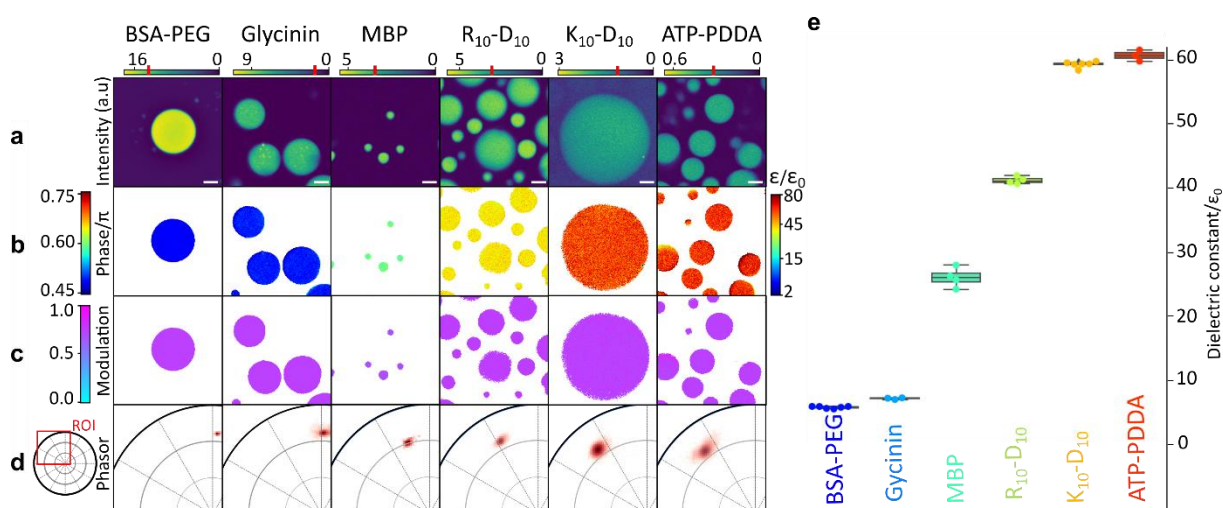 e
BSA-PEG Glycinin MBP R10-D10 K10-D10 ATP-PDDA
16 0 9 0 5 0 5 0 3 0 0,6 0
a
Intensity (a.u)
b
0.75
0.60
0.45
Phase/π
ε/ε0
80
15
2
c
1.0
0.5
0.0
Modulation
d
ROI
Phasor
60
50
40
30
20
10
0
Dielectric constant/ε0
BSA-PEG
Gycinin
MBP
R10-D10
K10-D10
ATP-PDDA